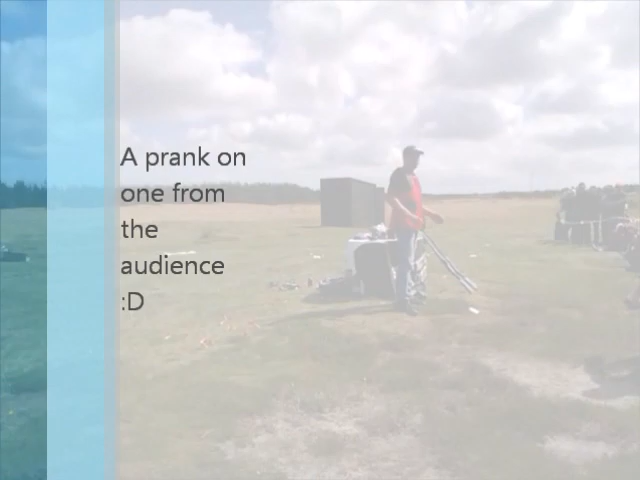 A prank on
one from
the
audience
:D